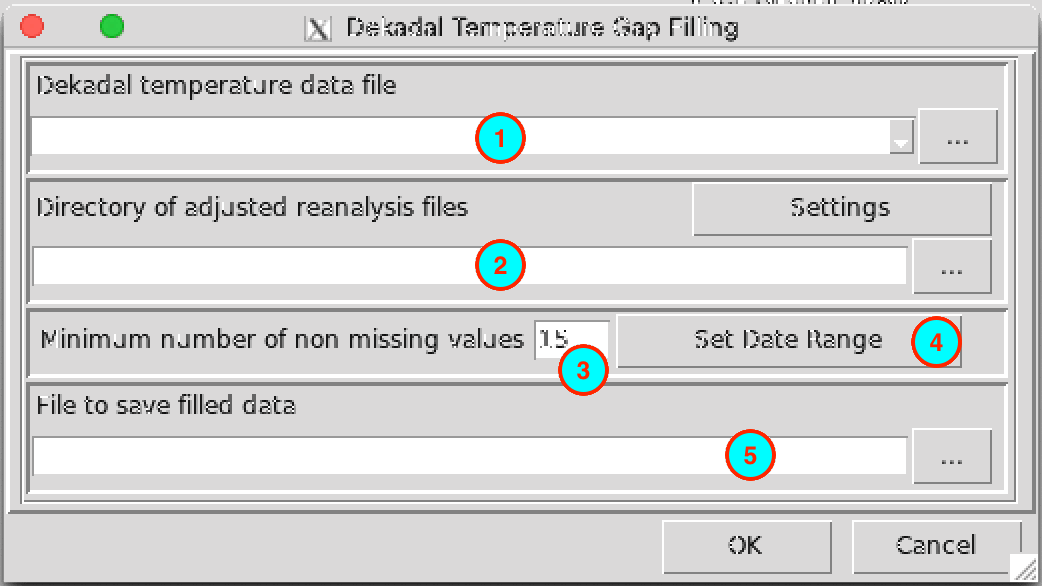 X Dekadal Temperature Gap Filling
Dekadal temperature data file
1
...
Directory of adjusted reanalysis files
Settings
2
...
Minimum number of non missing values 15 Set Date Range 4
3
File to save filled data
5
...
OK Cancel